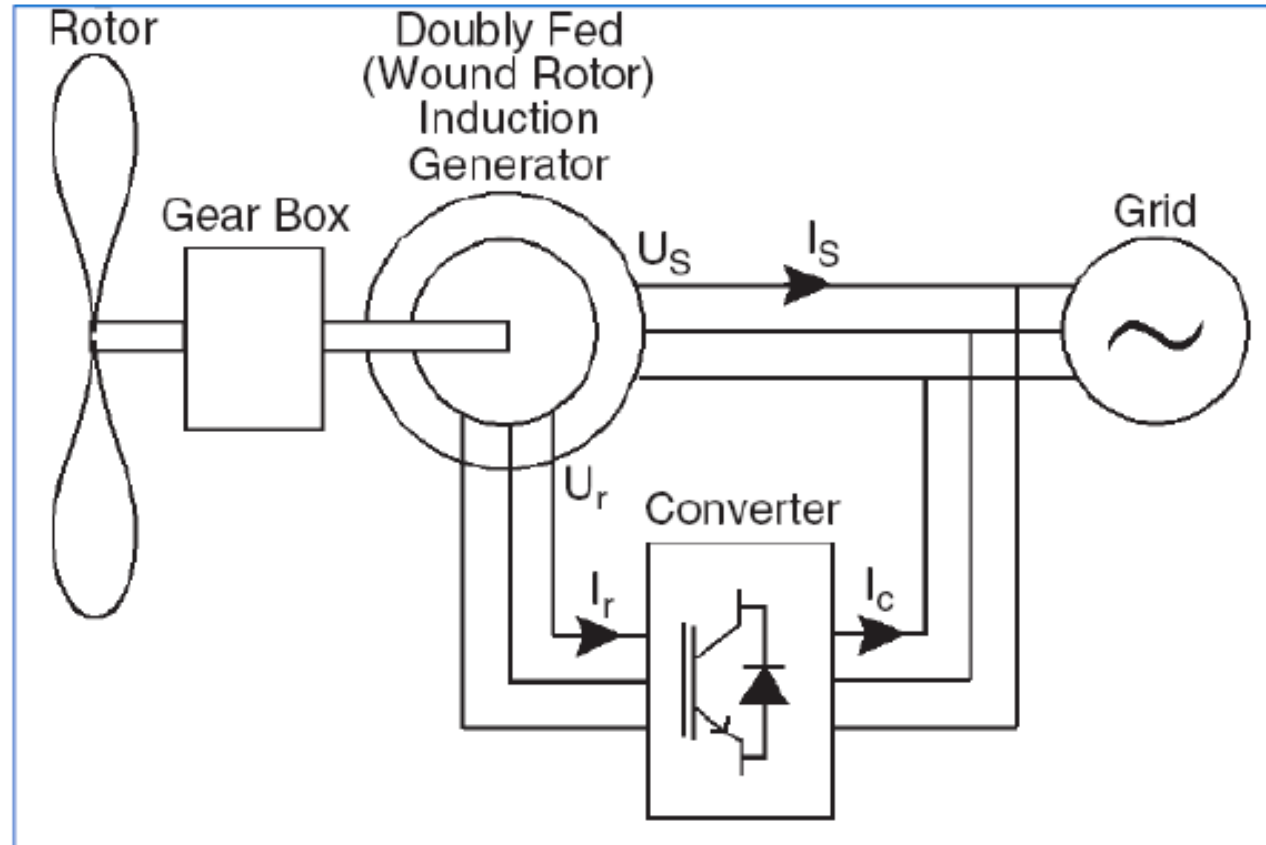 Rotor
Doubly Fed
(Wound Rotor)
Induction
Generator
Gear Box
Grid
U_S
I_S
U_r
Converter
I_r
I_c